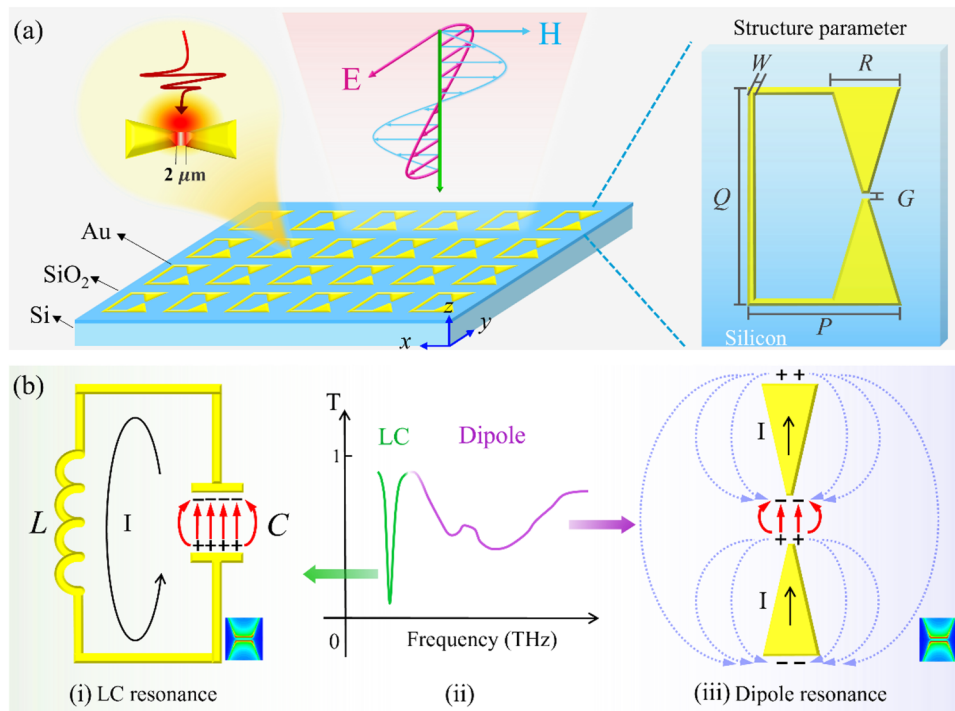 (a)
E
H
2 μm
Au
SiO2
Si
z
y
x
Structure parameter
W
R
Q
G
P
Silicon
(b)
L
I
C
- - - -
+ + + +
(i) LC resonance
T
1
LC
Dipole
0
Frequency (THz)
(ii)
+ +
I
- -
+ +
I
- -
(iii) Dipole resonance